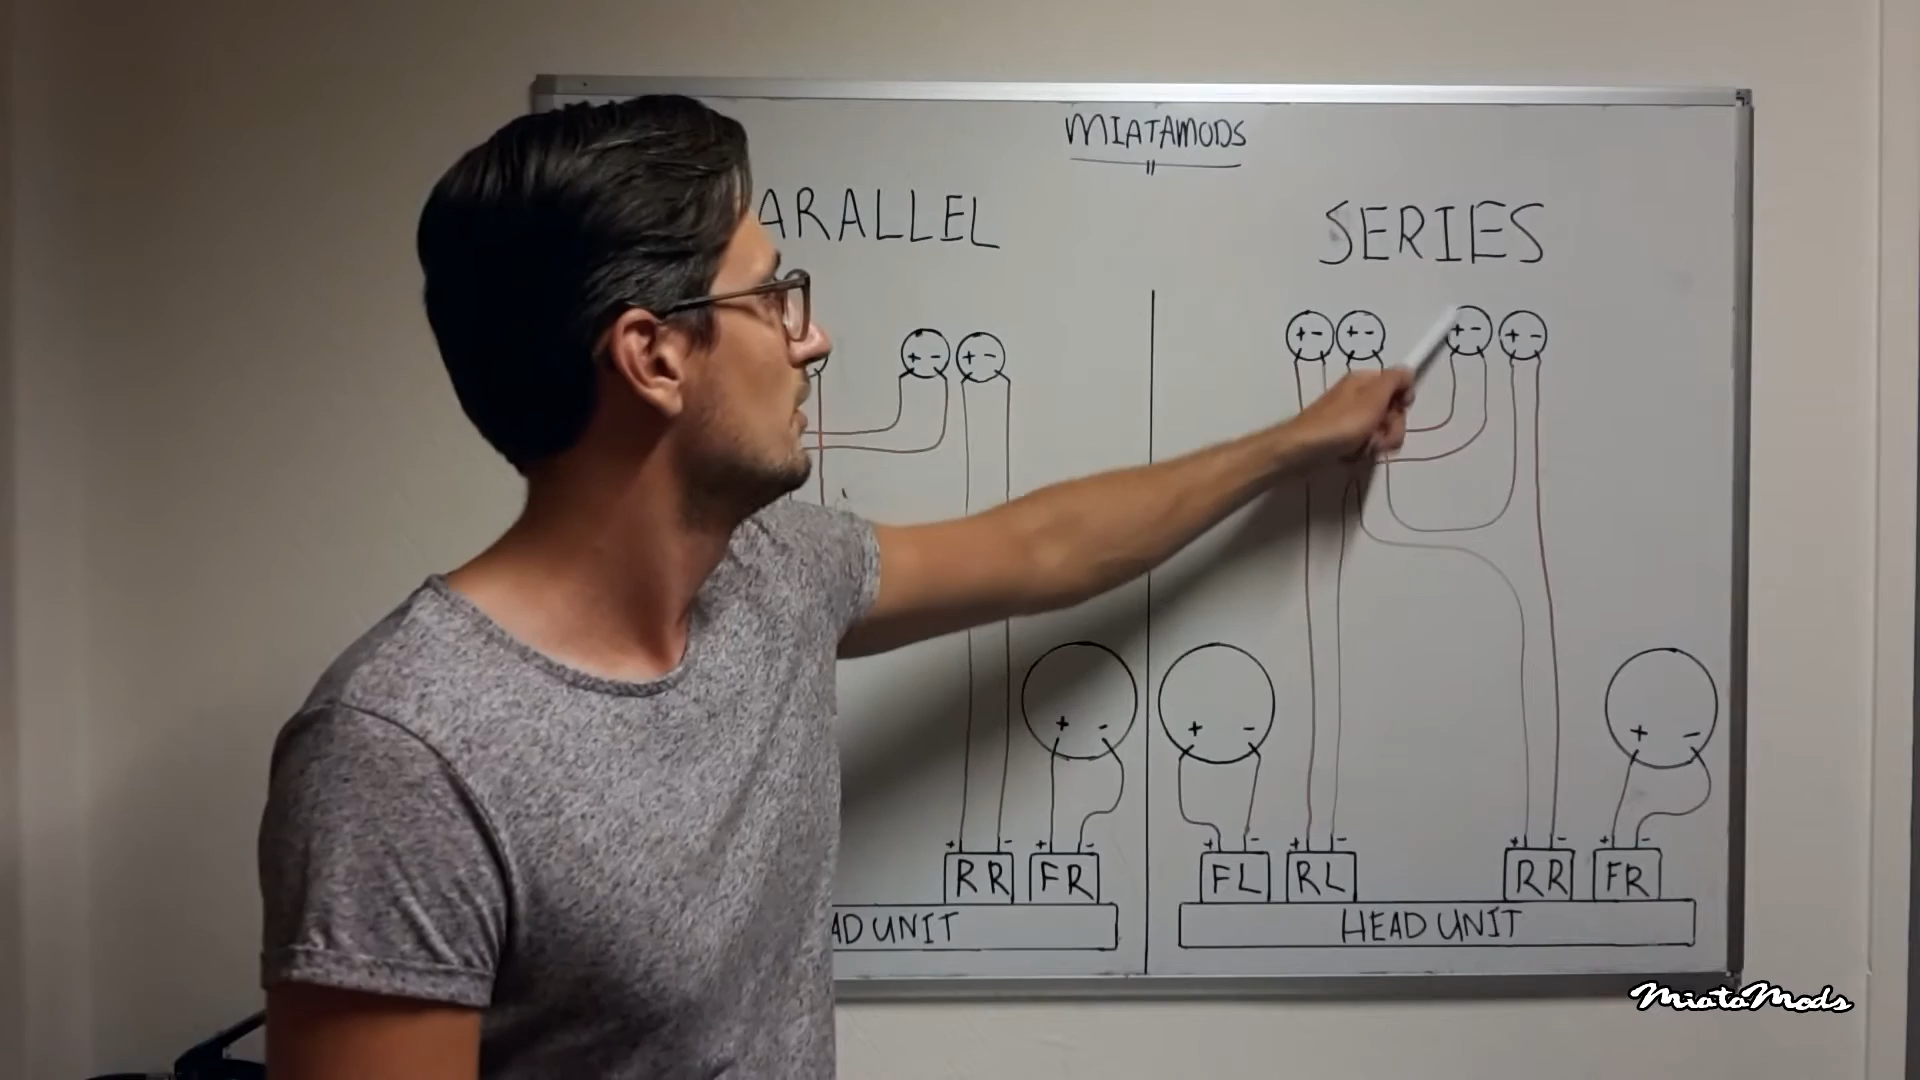 MIATAMODS
ARALLEL
SERIES
+ - + -
+ - + - + - + -
+ -
+ -
+ -
+ - + -
+ - + - + - + -
RR FR
FL RL RR FR
AD UNIT
HEAD UNIT
MiataMods